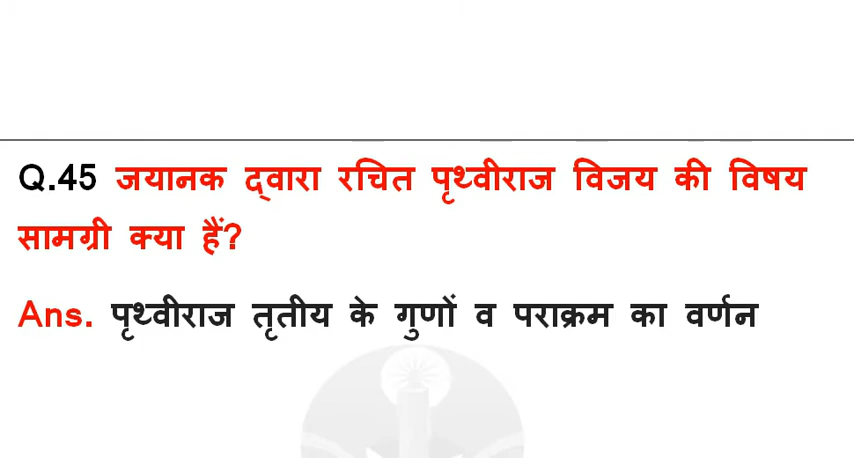 Q.45 जयानक द्वारा रचित पृथ्वीराज विजय की विषय
सामग्री क्या हैं?
Ans. पृथ्वीराज तृतीय के गुणों व पराक्रम का वर्णन